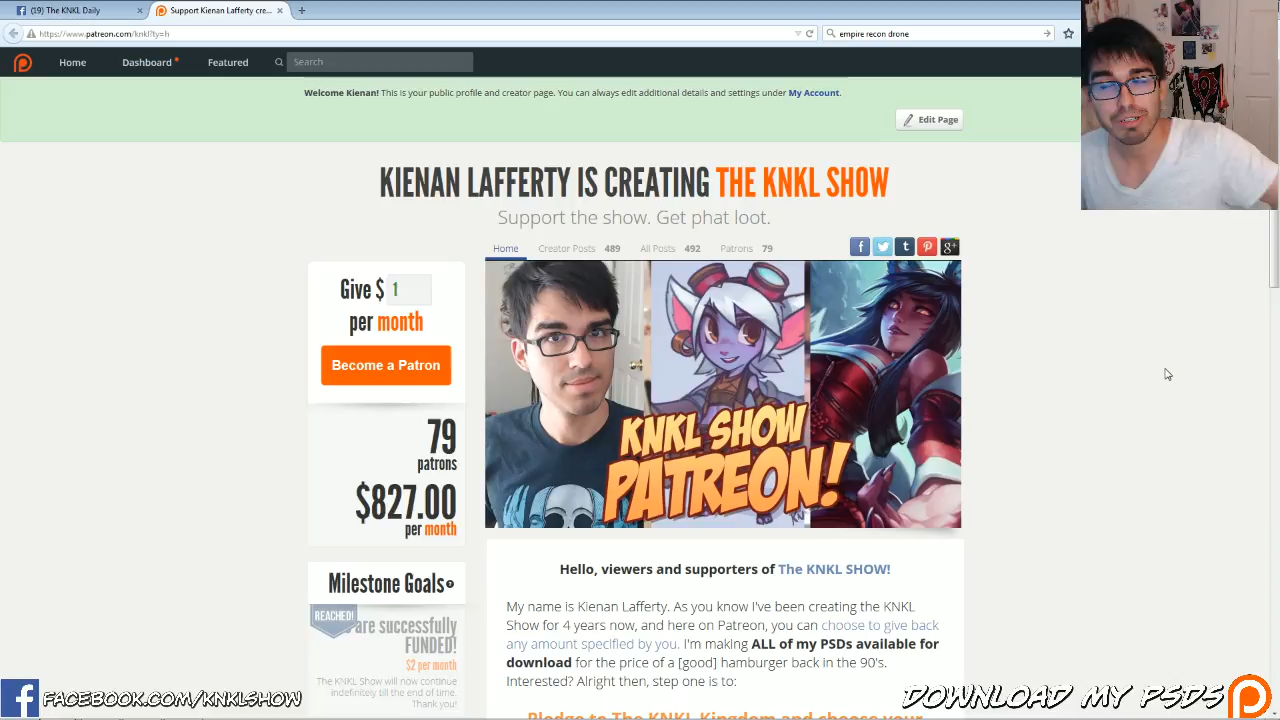 (19) The KNKL Daily
Support Kienan Lafferty cre...
https://www.patreon.com/knkl?ty=h
empire recon drone
Home
Dashboard
Featured
Search
Welcome Kienan! This is your public profile and creator page. You can always edit additional details and settings under My Account.
Edit Page
KIENAN LAFFERTY IS CREATING THE KNKL SHOW
Support the show. Get phat loot.
Home
Creator Posts 489
All Posts 492
Patrons 79
Give $ 1
per month
Become a Patron
79
patrons
$827.00
per month
KNKL SHOW
PATREON!
Milestone Goals
REACHED!
are successfully
FUNDED!
$2 per month
The KNKL Show will now continue
indefinitely till the end of time.
Thank you!
Hello, viewers and supporters of The KNKL SHOW!
My name is Kienan Lafferty. As you know I've been creating the KNKL
Show for 4 years now, and here on Patreon, you can choose to give back
any amount specified by you. I'm making ALL of my PSDs available for
download for the price of a [good] hamburger back in the 90's.
Interested? Alright then, step one is to:
Pledge to The KNKL Kingdom and choose your
FACEBOOK.COM/KNKLSHOW
DOWNLOAD MY PSDS